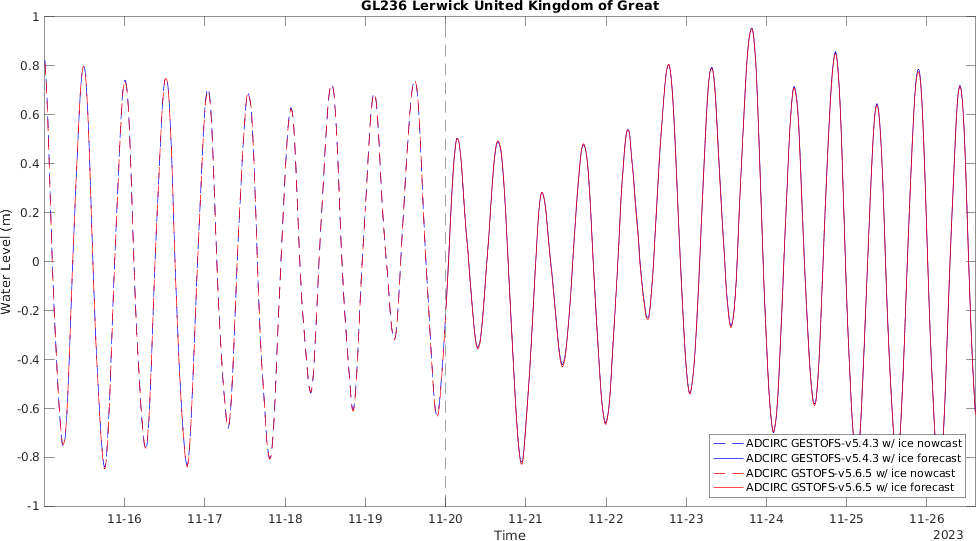 GL236 Lerwick United Kingdom of Great
1
0.8
0.6
0.4
0.2
0
-0.2
-0.4
-0.6
-0.8
-1
Water Level (m)
ADCIRC GESTOFS-v5.4.3 w/ ice nowcast
ADCIRC GESTOFS-v5.4.3 w/ ice forecast
ADCIRC GSTOFS-v5.6.5 w/ ice nowcast
ADCIRC GSTOFS-v5.6.5 w/ ice forecast
11-16 11-17 11-18 11-19 11-20 11-21 11-22 11-23 11-24 11-25 11-26
Time
2023